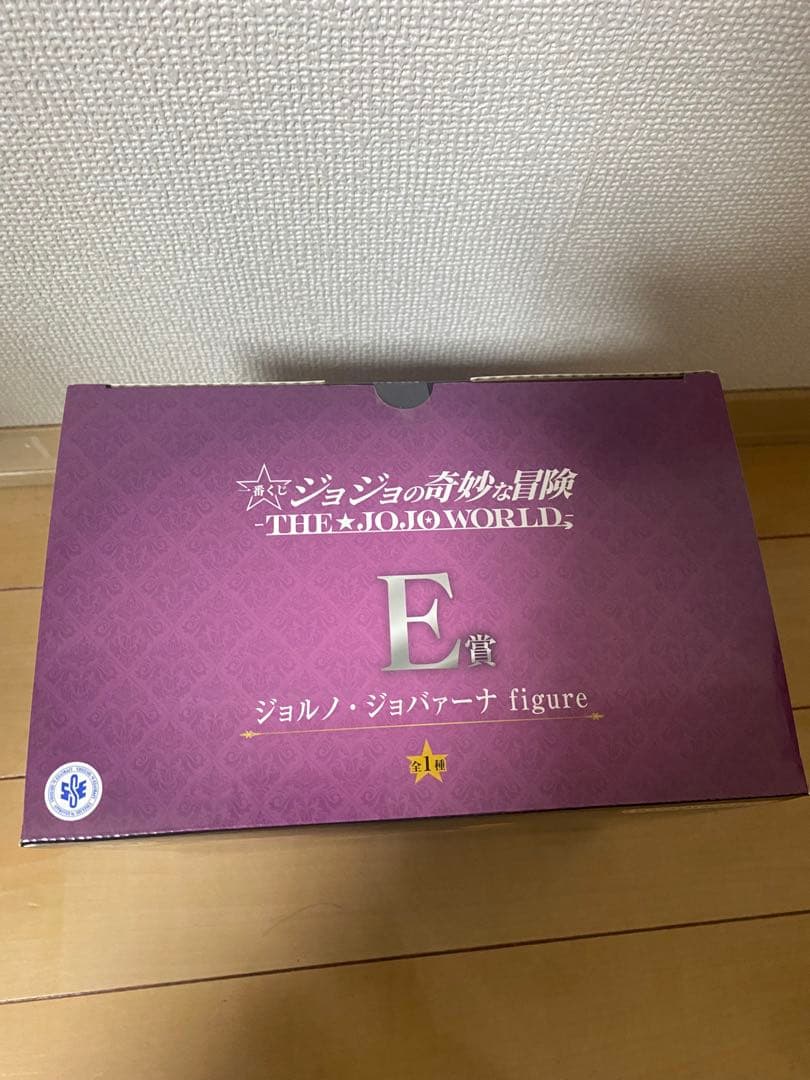 一番くじ ジョジョの奇妙な冒険
-THE★JOJO WORLD-
E賞
ジョルノ・ジョバァーナ figure
全1種